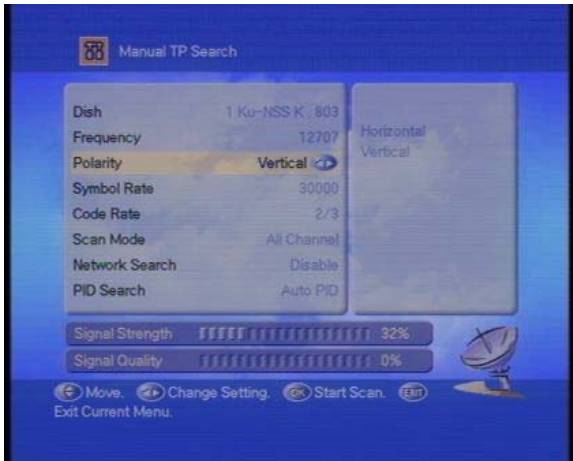 Manual TP Search
Dish 1 Ku-NSS K . 803
Frequency 12707
Polarity Vertical
Symbol Rate 30000
Code Rate 2/3
Scan Mode All Channel
Network Search Disable
PID Search Auto PID
Horizontal
Vertical
Signal Strength 32%
Signal Quality 0%
Move. Change Setting. OK Start Scan. EXIT
Exit Current Menu.